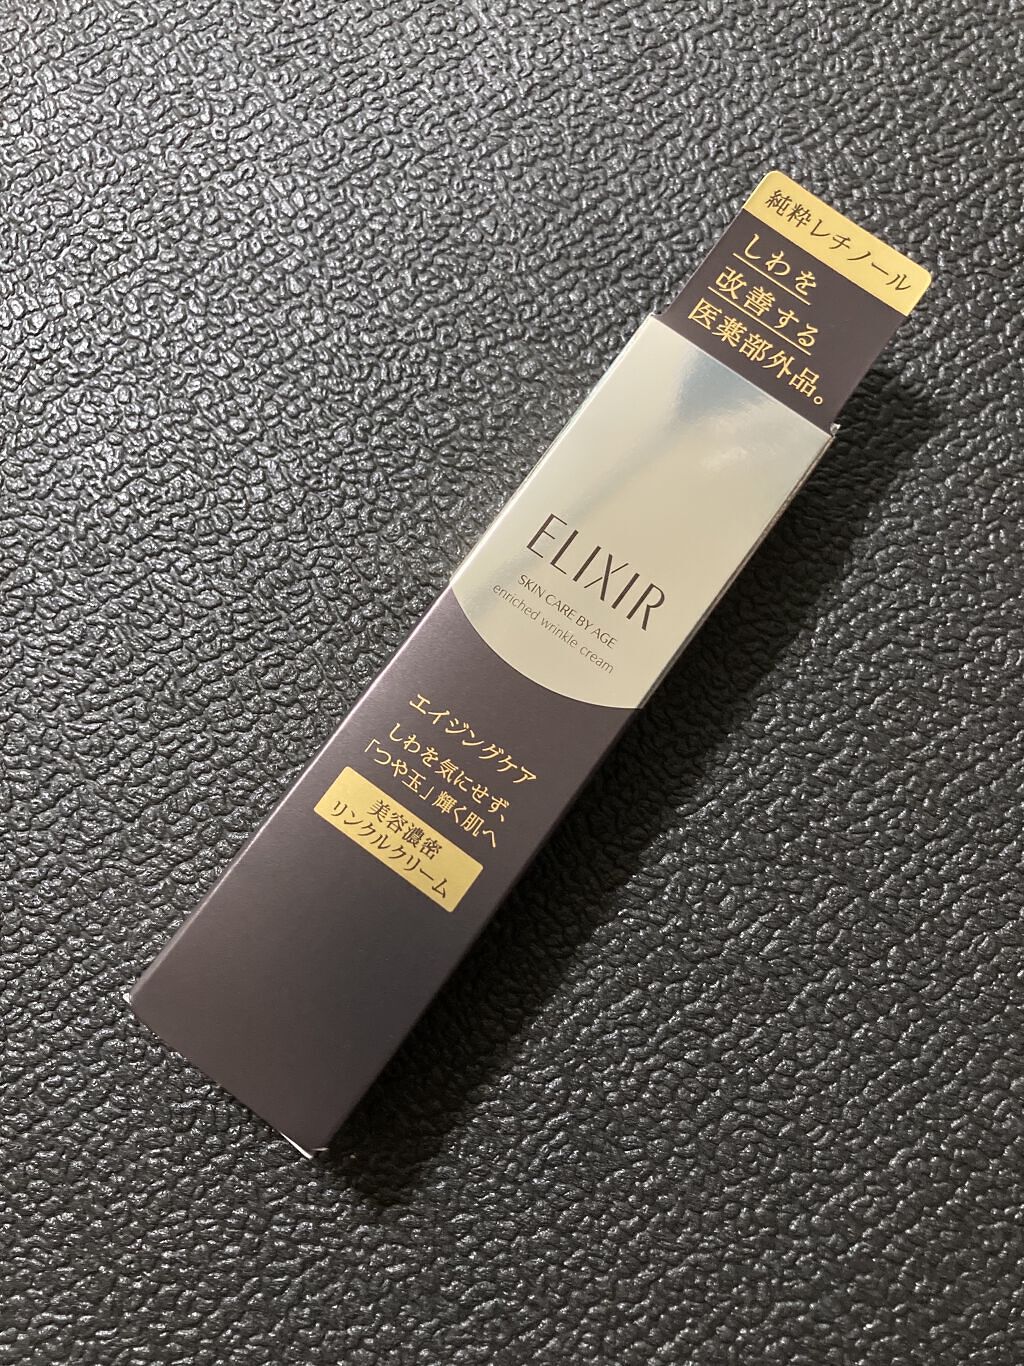 純粋レチノール
しわを
改善する
医薬部外品。
ELIXIR
SKIN CARE BY AGE
enriched wrinkle cream
エイジングケア
しわを気にせず、
「つや玉」輝く肌へ
美容濃密
リンクルクリーム